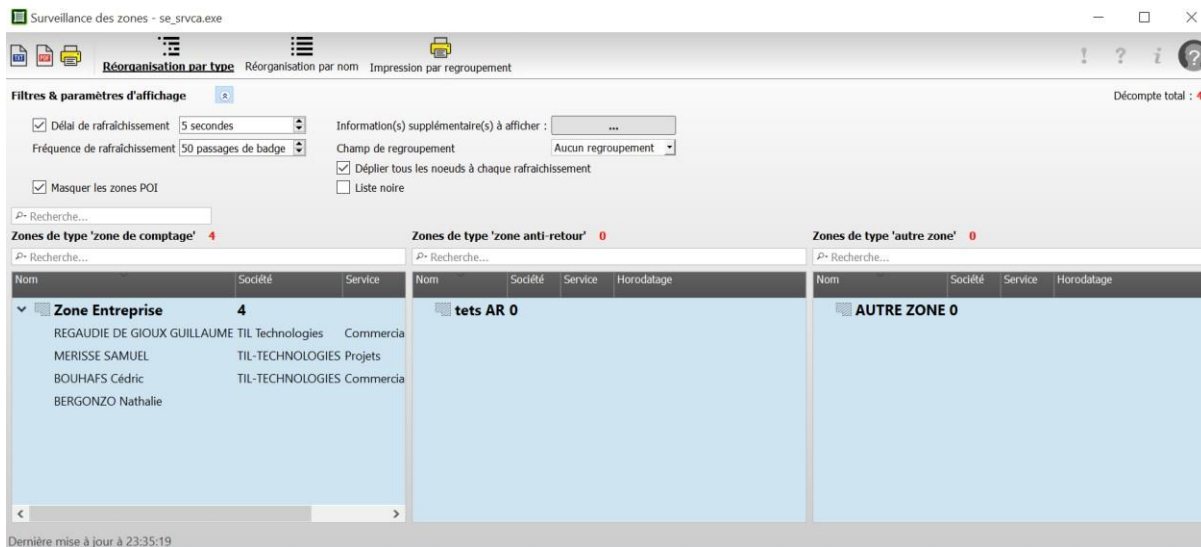 Surveillance des zones - se_srvca.exe
TXT PDF
Réorganisation par type Réorganisation par nom Impression par regroupement
! ? i ?
Filtres & paramètres d'affichage
Décompte total : 4
Délai de rafraîchissement 5 secondes
Information(s) supplémentaire(s) à afficher : ...
Fréquence de rafraîchissement 50 passages de badge
Champ de regroupement Aucun regroupement
Déplier tous les noeuds à chaque rafraichissement
Masquer les zones POI
Liste noire
Recherche...
Zones de type 'zone de comptage' 4
Zones de type 'zone anti-retour' 0
Zones de type 'autre zone' 0
Recherche...
Recherche...
Recherche...
Nom Société Service
Nom Société Service Horodatage
Nom Société Service Horodatage
Zone Entreprise 4
tets AR 0
AUTRE ZONE 0
REGAUDIE DE GIOUX GUILLAUME TIL Technologies Commercia
MERISSE SAMUEL TIL-TECHNOLOGIES Projets
BOUHAFS Cédric TIL-TECHNOLOGIES Commercia
BERGONZO Nathalie
Dernière mise à jour à 23:35:19